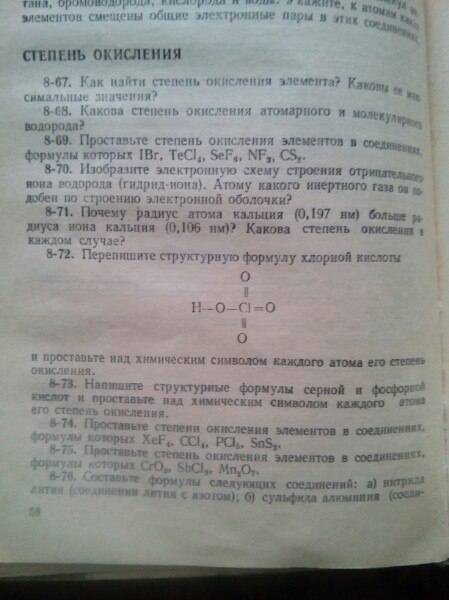 тана, бромоводорода, кислорода и воды. Укажите, к атомам каких
элементов смещены общие электронные пары в этих соединениях.
СТЕПЕНЬ ОКИСЛЕНИЯ
8-67. Как найти степень окисления элемента? Каковы ее мак-
симальные значения?
8-68. Какова степень окисления атомарного и молекулярного
водорода?
8-69. Проставьте степень окисления элементов в соединениях,
формулы которых IBr, TeCl₄, SeF₆, NF₃, CS₂.
8-70. Изобразите электронную схему строения отрицательного
иона водорода (гидрид-иона). Атому какого инертного газа он по-
добен по строению электронной оболочки?
8-71. Почему радиус атома кальция (0,197 нм) больше ра-
диуса иона кальция (0,106 нм)? Какова степень окисления в
каждом случае?
8-72. Перепишите структурную формулу хлорной кислоты
O
H—O—Cl=O
O
и проставьте над химическим символом каждого атома его степень
окисления.
8-73. Напишите структурные формулы серной и фосфорной
кислот и проставьте над химическим символом каждого атома
его степень окисления.
8-74. Проставьте степени окисления элементов в соединениях,
формулы которых XeF₄, CCl₄, PCl₅, SnS₂.
8-75. Проставьте степень окисления элементов в соединениях,
формулы которых CrO₃, SbCl₃, Mn₂O₇.
8-76. Составьте формулы следующих соединений: а) нитрида
лития (соединения лития с азотом); б) сульфида алюминия (соеди-
68